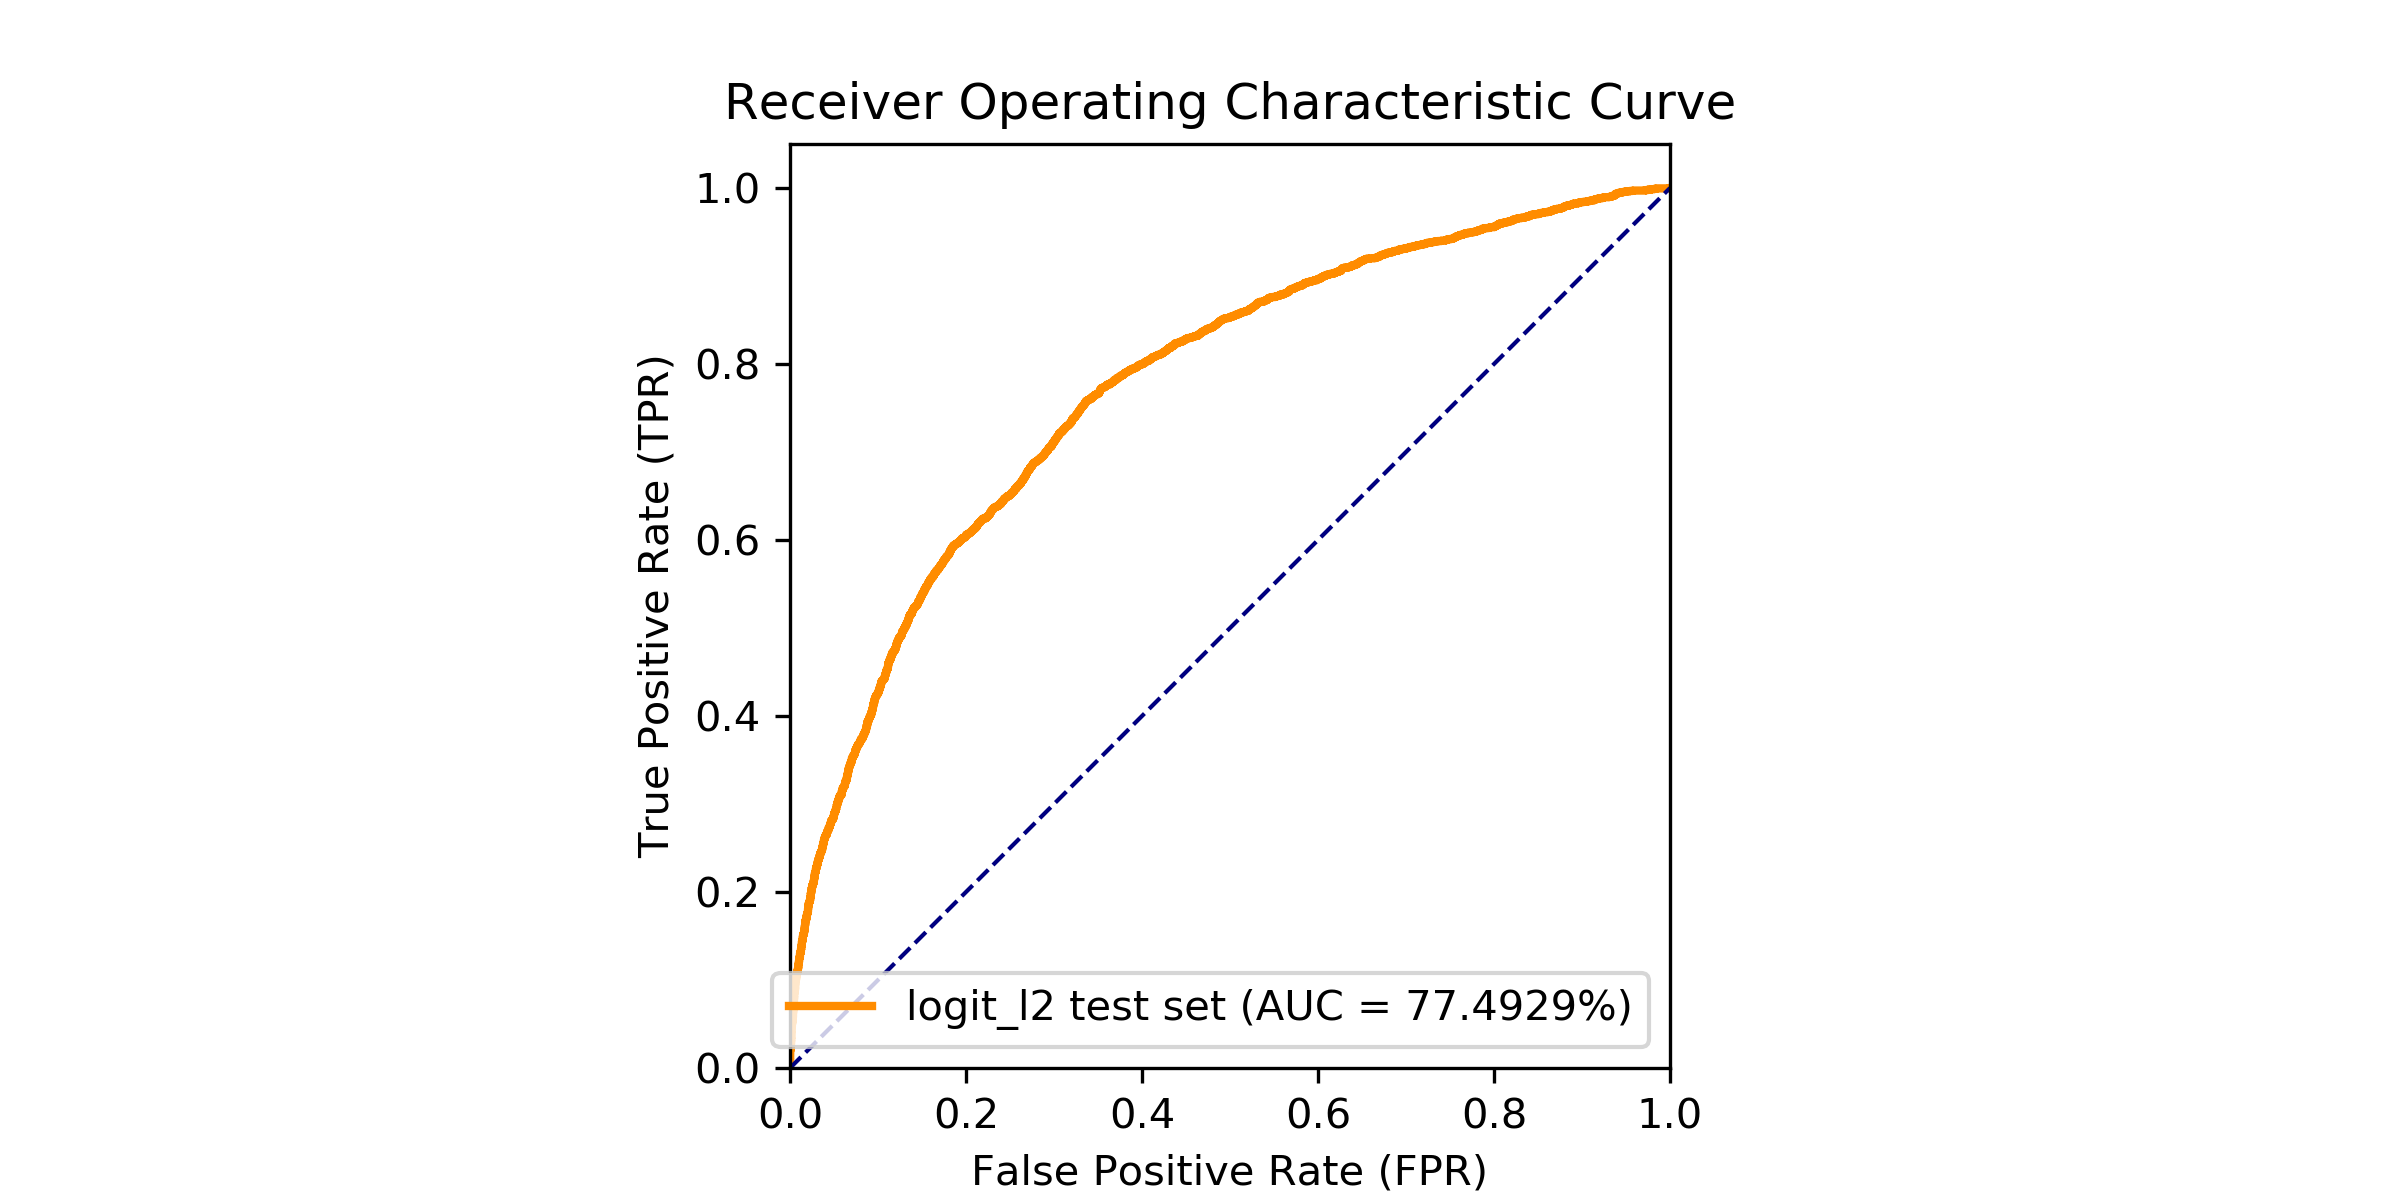 Receiver Operating Characteristic Curve
1.0
0.8
0.6
0.4
0.2
0.0
True Positive Rate (TPR)
logit_l2 test set (AUC = 77.4929%)
0.0 0.2 0.4 0.6 0.8 1.0
False Positive Rate (FPR)